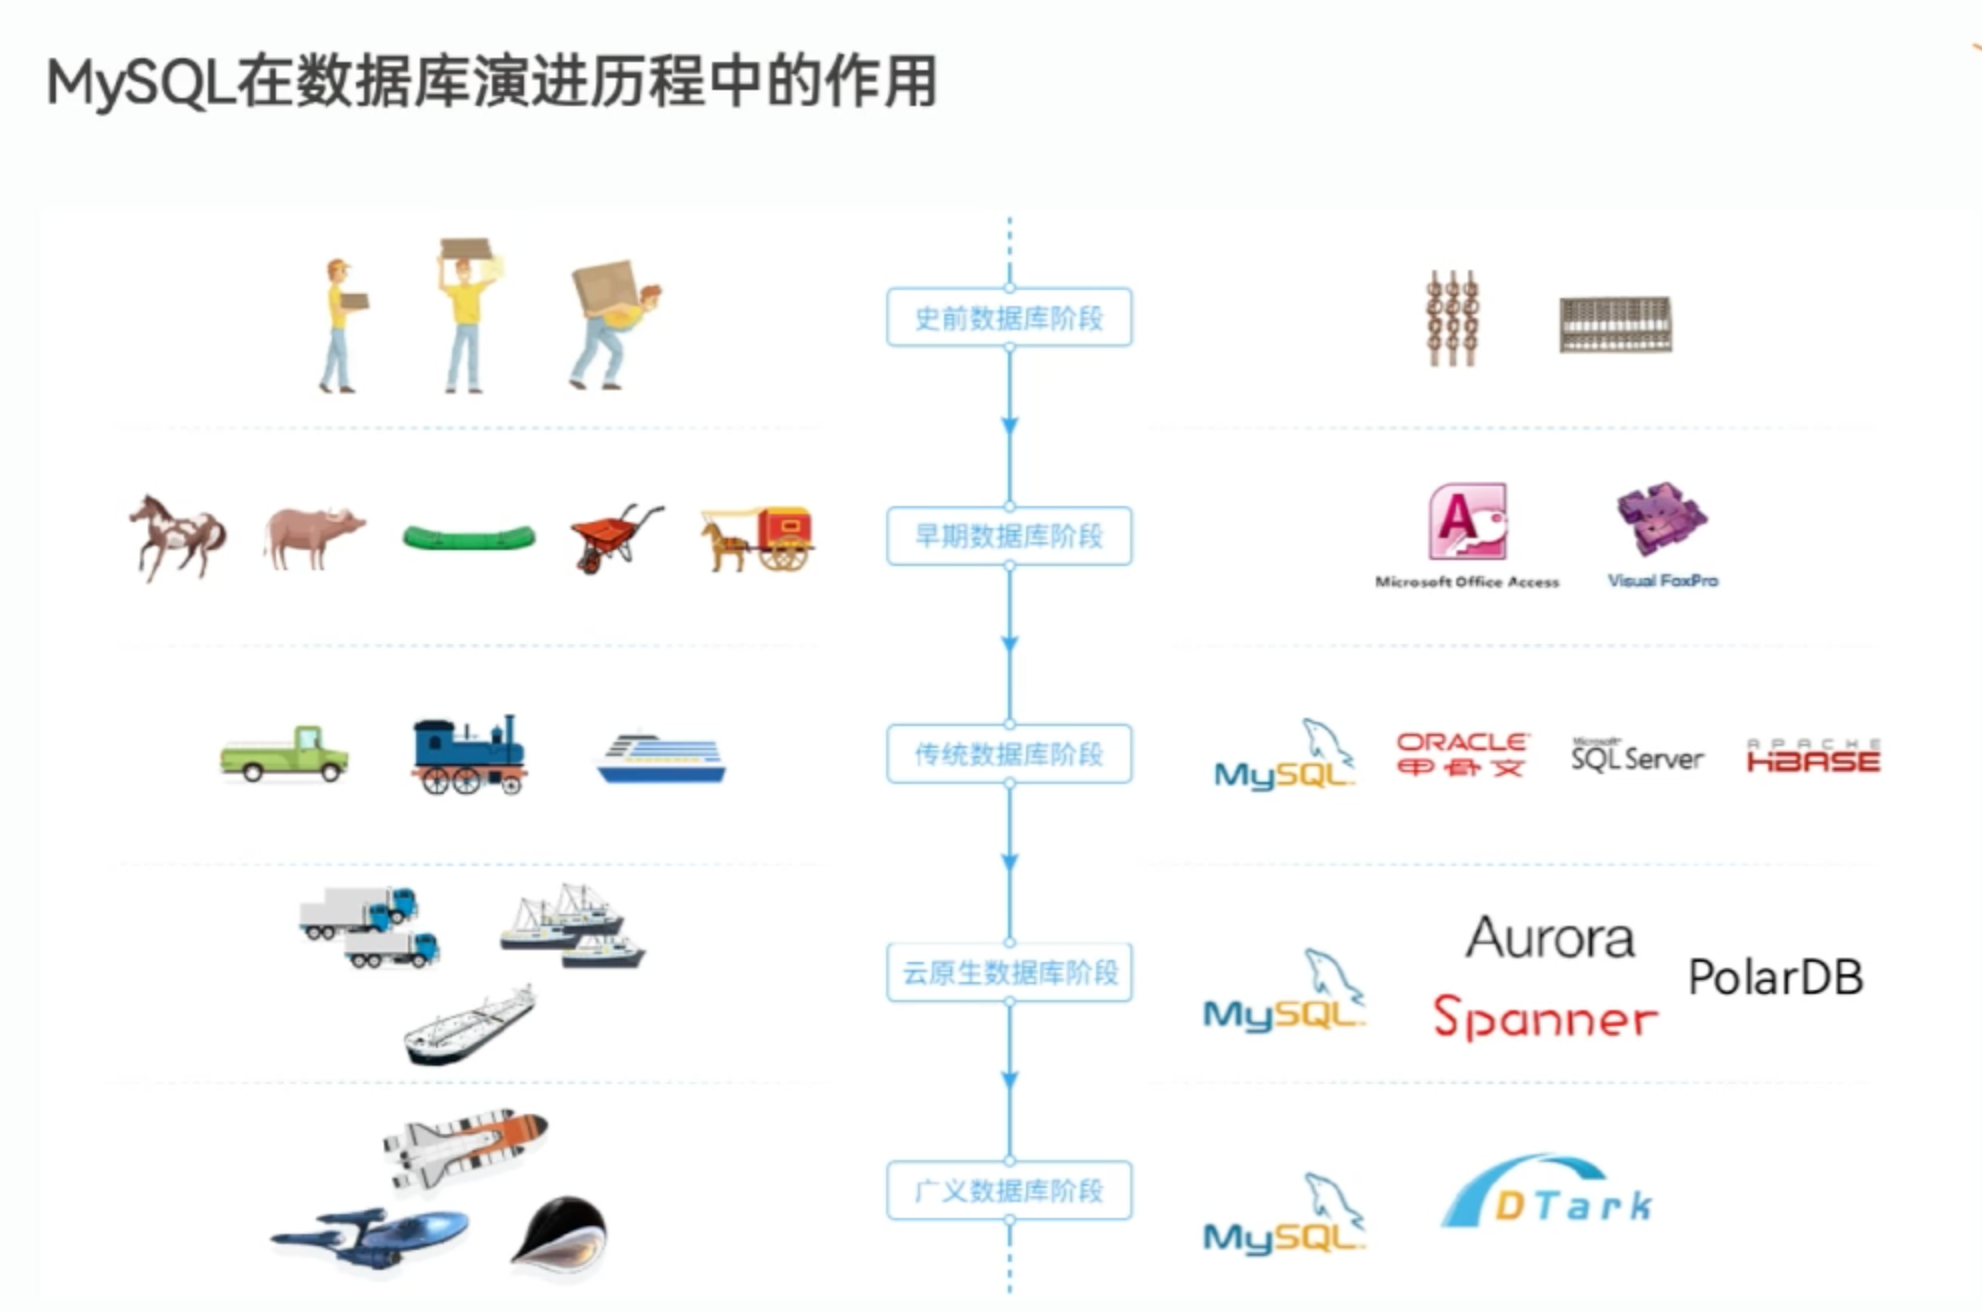 MySQL在数据库演进历程中的作用
史前数据库阶段
早期数据库阶段
Microsoft Office Access
Visual FoxPro
传统数据库阶段
MySQL
ORACLE
甲骨文
Microsoft
SQL Server
APACHE
HBASE
云原生数据库阶段
MySQL
Aurora
Spanner
PolarDB
广义数据库阶段
MySQL
DTark